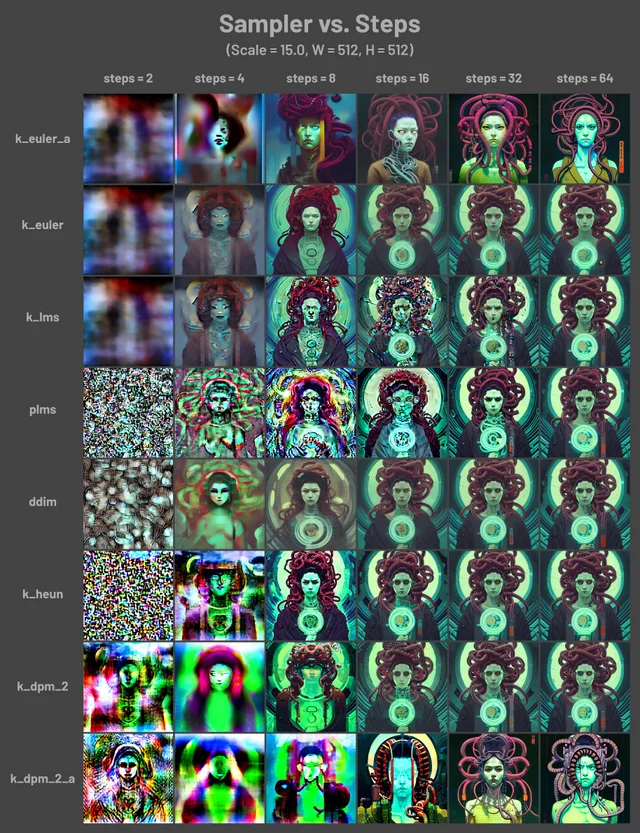 Sampler vs. Steps
(Scale = 15.0, W = 512, H = 512)
steps = 2 steps = 4 steps = 8 steps = 16 steps = 32 steps = 64
k_euler_a
k_euler
k_lms
plms
ddim
k_heun
k_dpm_2
k_dpm_2_a